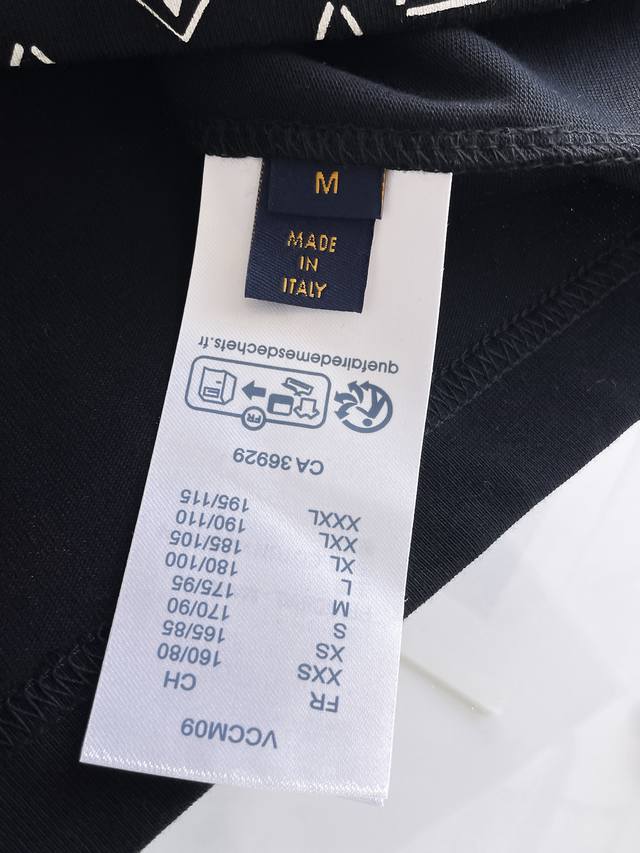 M
MADE
IN
ITALY
VCCM09
FR CH
XXS 160/80
XS 165/85
S 170/90
M 175/95
L 180/100
XL 185/105
XXL 190/110
XXXL 195/115
CA 36929
FR
quefairedemesdechets.fr